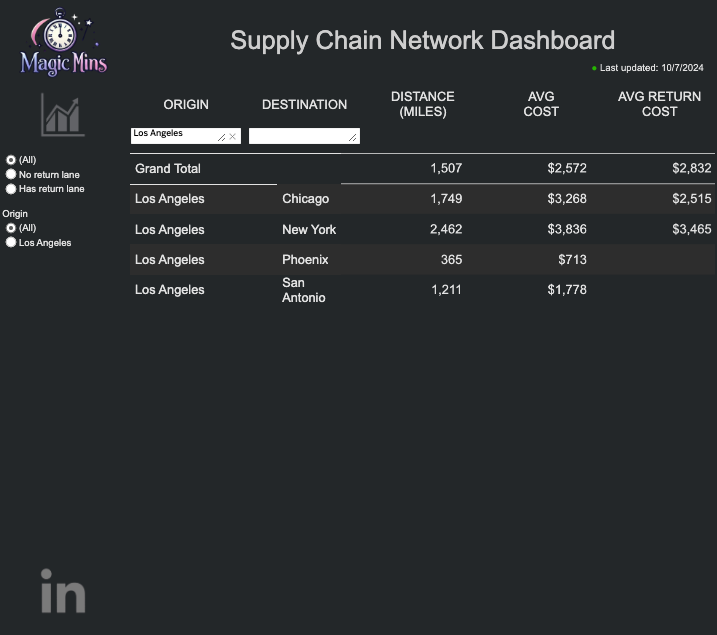 Magic Mins
Supply Chain Network Dashboard
Last updated: 10/7/2024
ORIGIN DESTINATION DISTANCE (MILES) AVG COST AVG RETURN COST
Los Angeles
(All)
No return lane
Has return lane
Origin
(All)
Los Angeles
Grand Total 1,507 $2,572 $2,832
Los Angeles Chicago 1,749 $3,268 $2,515
Los Angeles New York 2,462 $3,836 $3,465
Los Angeles Phoenix 365 $713
Los Angeles San Antonio 1,211 $1,778
in